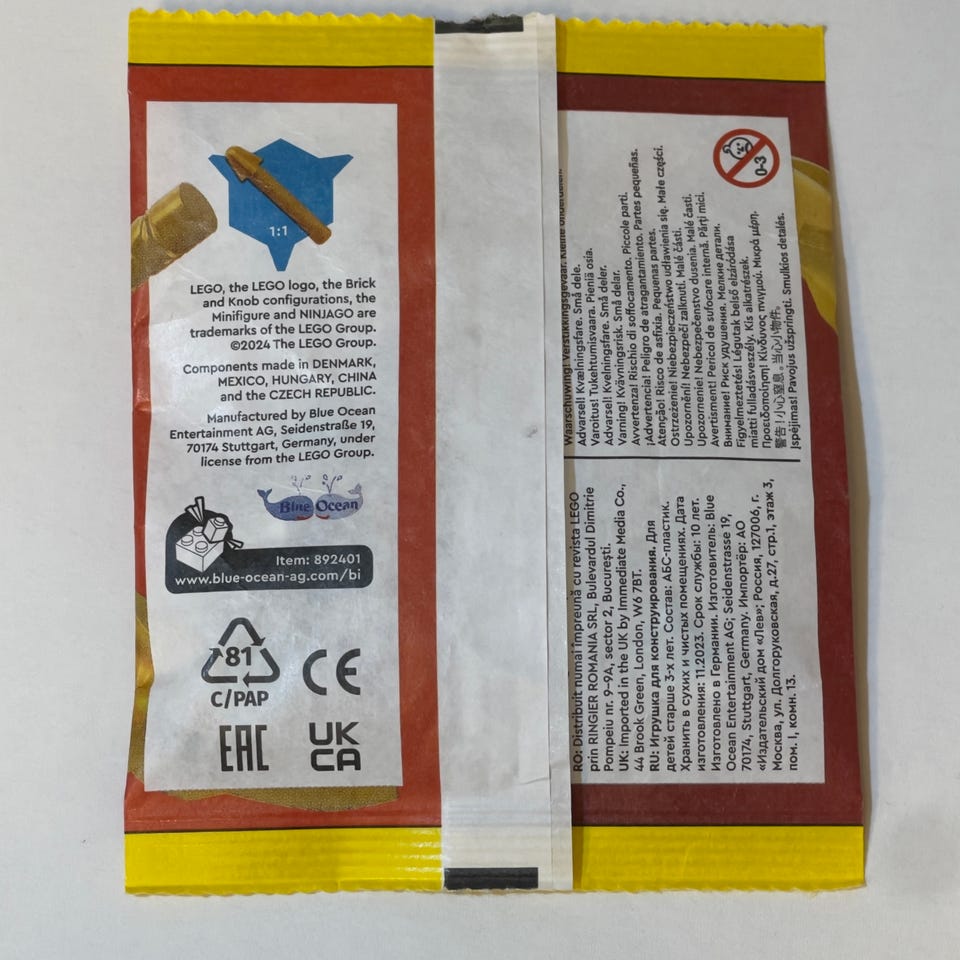 1:1
LEGO, the LEGO logo, the Brick
and Knob configurations, the
Minifigure and NINJAGO are
trademarks of the LEGO Group.
©2024 The LEGO Group.
Components made in DENMARK,
MEXICO, HUNGARY, CHINA
and the CZECH REPUBLIC.
Manufactured by Blue Ocean
Entertainment AG, Seidenstraße 19,
70174 Stuttgart, Germany, under
license from the LEGO Group.
Blue Ocean
Item: 892401
www.blue-ocean-ag.com/bi
81
C/PAP
CE
EAC
UK
CA
0-3
Waarschuwing! Verstikkingsgevaar. Kleine onderdelen.
Advarsel! Kvælningsfare. Små dele.
Varoitus! Tukehtumisvaara. Pieniä osia.
Advarsel! Kvelningsfare. Små deler.
Varning! Kvävningsrisk. Små delar.
Avvertenza! Rischio di soffocamento. Piccole parti.
¡Advertencia! Peligro de atragantamiento. Partes pequeñas.
Atenção! Risco de asfixia. Pequenas partes.
Ostrzeżenie! Niebezpieczeństwo udławienia się. Małe części.
Upozornění! Nebezpečí zalknutí. Malé části.
Upozornenie! Nebezpečenstvo dusenia. Malé časti.
Avertisment! Pericol de sufocare internă. Părți mici.
Внимание! Риск удушения. Мелкие детали.
Figyelmeztetés! Légutak belső elzáródása
miatti fulladásveszély. Kis alkatrészek.
Προειδοποίηση! Κίνδυνος πνιγμού. Μικρά μέρη.
警告！小心窒息。当心小物件。
Įspėjimas! Pavojus užspringti. Smulkios detalės.
RO: Distribuit numai împreună cu revista LEGO
prin RINGIER ROMANIA SRL, Bulevardul Dimitrie
Pompeiu nr. 9-9A, sector 2, București.
UK: Imported in the UK by Immediate Media Co.,
44 Brook Green, London, W6 7BT.
RU: Игрушка для конструирования. Для
детей старше 3-х лет. Состав: АБС-пластик.
Хранить в сухих и чистых помещениях. Дата
изготовления: 11.2023. Срок службы: 10 лет.
Изготовлено в Германии. Изготовитель: Blue
Ocean Entertainment AG; Seidenstrasse 19,
70174, Stuttgart, Germany. Импортёр: АО
«Издательский дом «Лев»; Россия, 127006, г.
Москва, ул. Долгоруковская, д.27, стр.1, этаж 3,
пом. I, комн. 13.